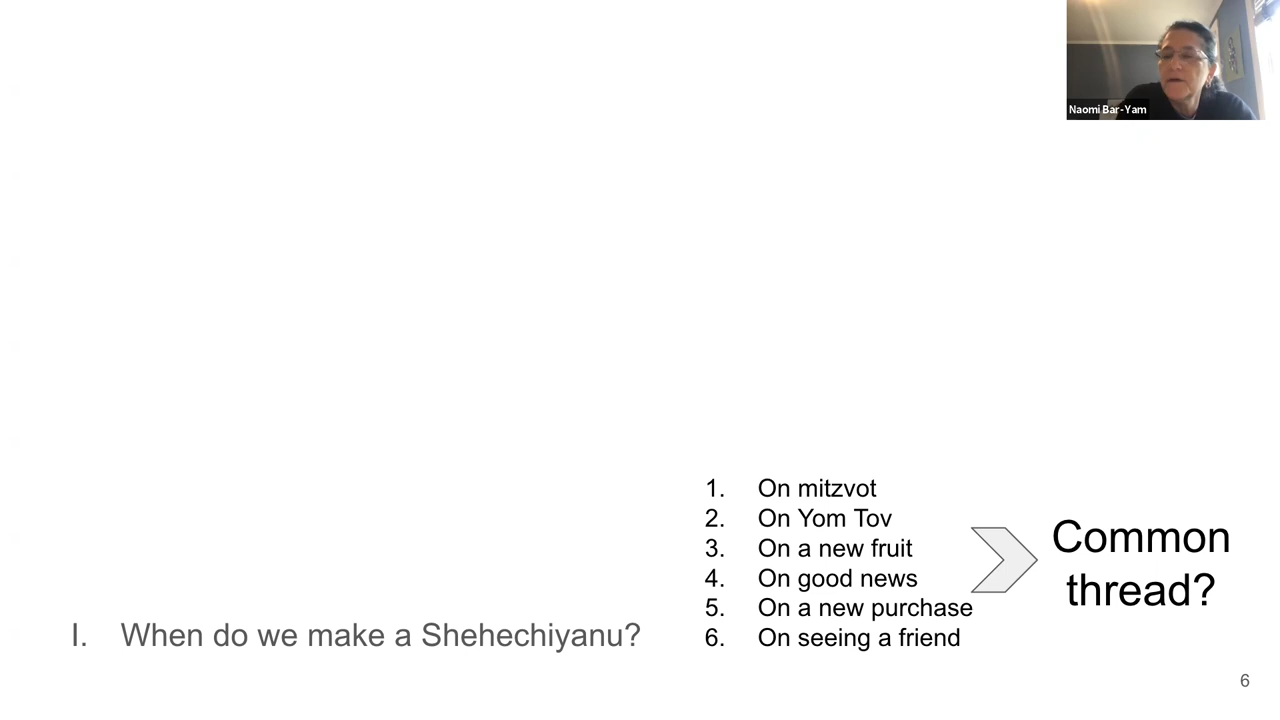 Naomi Bar-Yam
1. On mitzvot
2. On Yom Tov
3. On a new fruit
4. On good news
5. On a new purchase
6. On seeing a friend
Common
thread?
I. When do we make a Shehechiyanu?
6